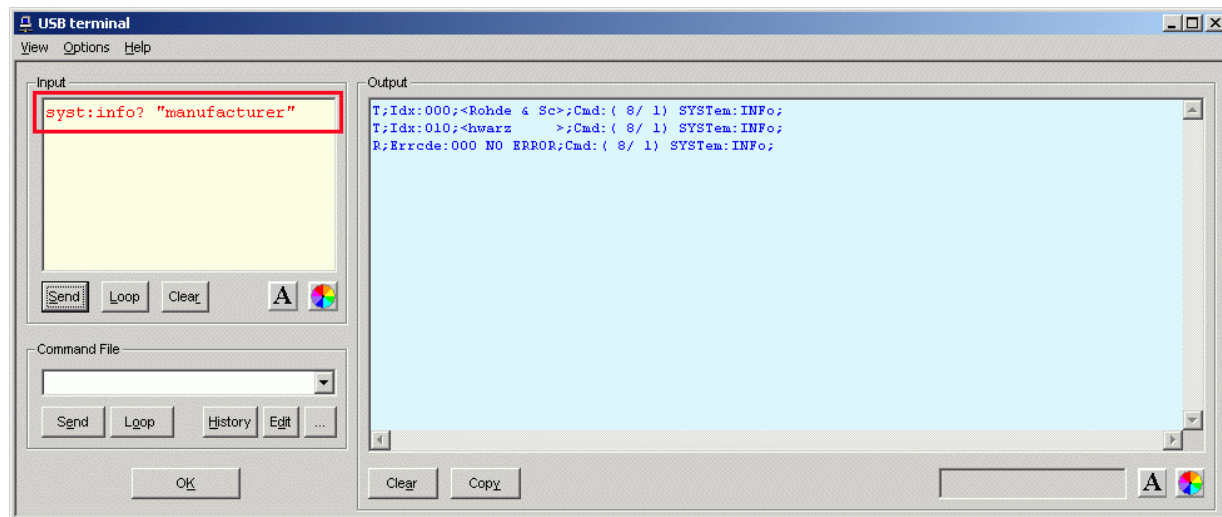 USB terminal
View Options Help
Input
syst:info? "manufacturer"
Send Loop Clear A
Command File
Send Loop History Edit ...
OK
Output
T;Idx:000;<Rohde & Sc>;Cmd:( 8/ 1) SYSTem:INFo;
T;Idx:010;<hwarz     >;Cmd:( 8/ 1) SYSTem:INFo;
R;Errcde:000 NO ERROR;Cmd:( 8/ 1) SYSTem:INFo;
Clear Copy A